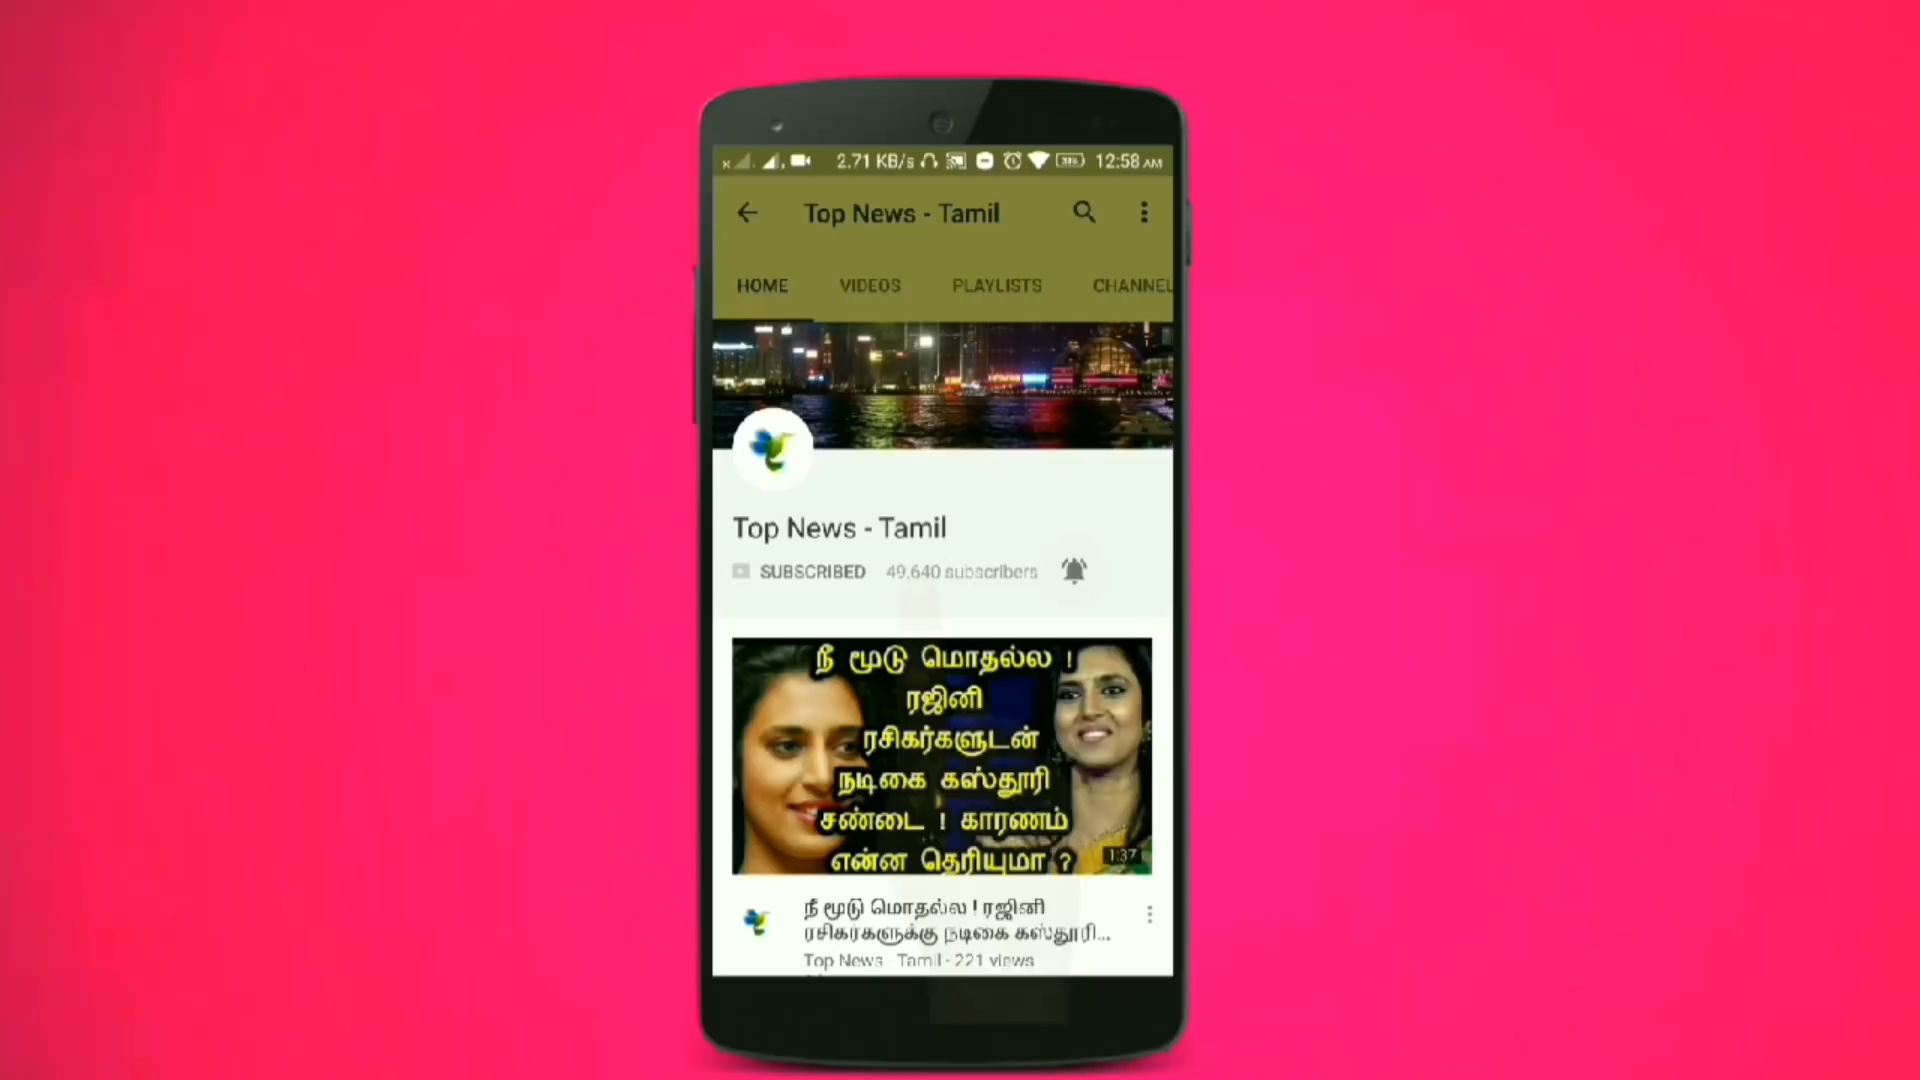 2.71 KB/s 12:58 AM
Top News - Tamil
HOME VIDEOS PLAYLISTS CHANNEL
Top News - Tamil
SUBSCRIBED 49,640 subscribers
நீ மூடு மொதல்ல !
ரஜினி
ரசிகர்களுடன்
நடிகை கஸ்தூரி
சண்டை ! காரணம்
என்ன தெரியுமா ?
1:37
நீ மூடு மொதல்ல ! ரஜினி
ரசிகர்களுக்கு நடிகை கஸ்தூரி...
Top News Tamil - 221 views